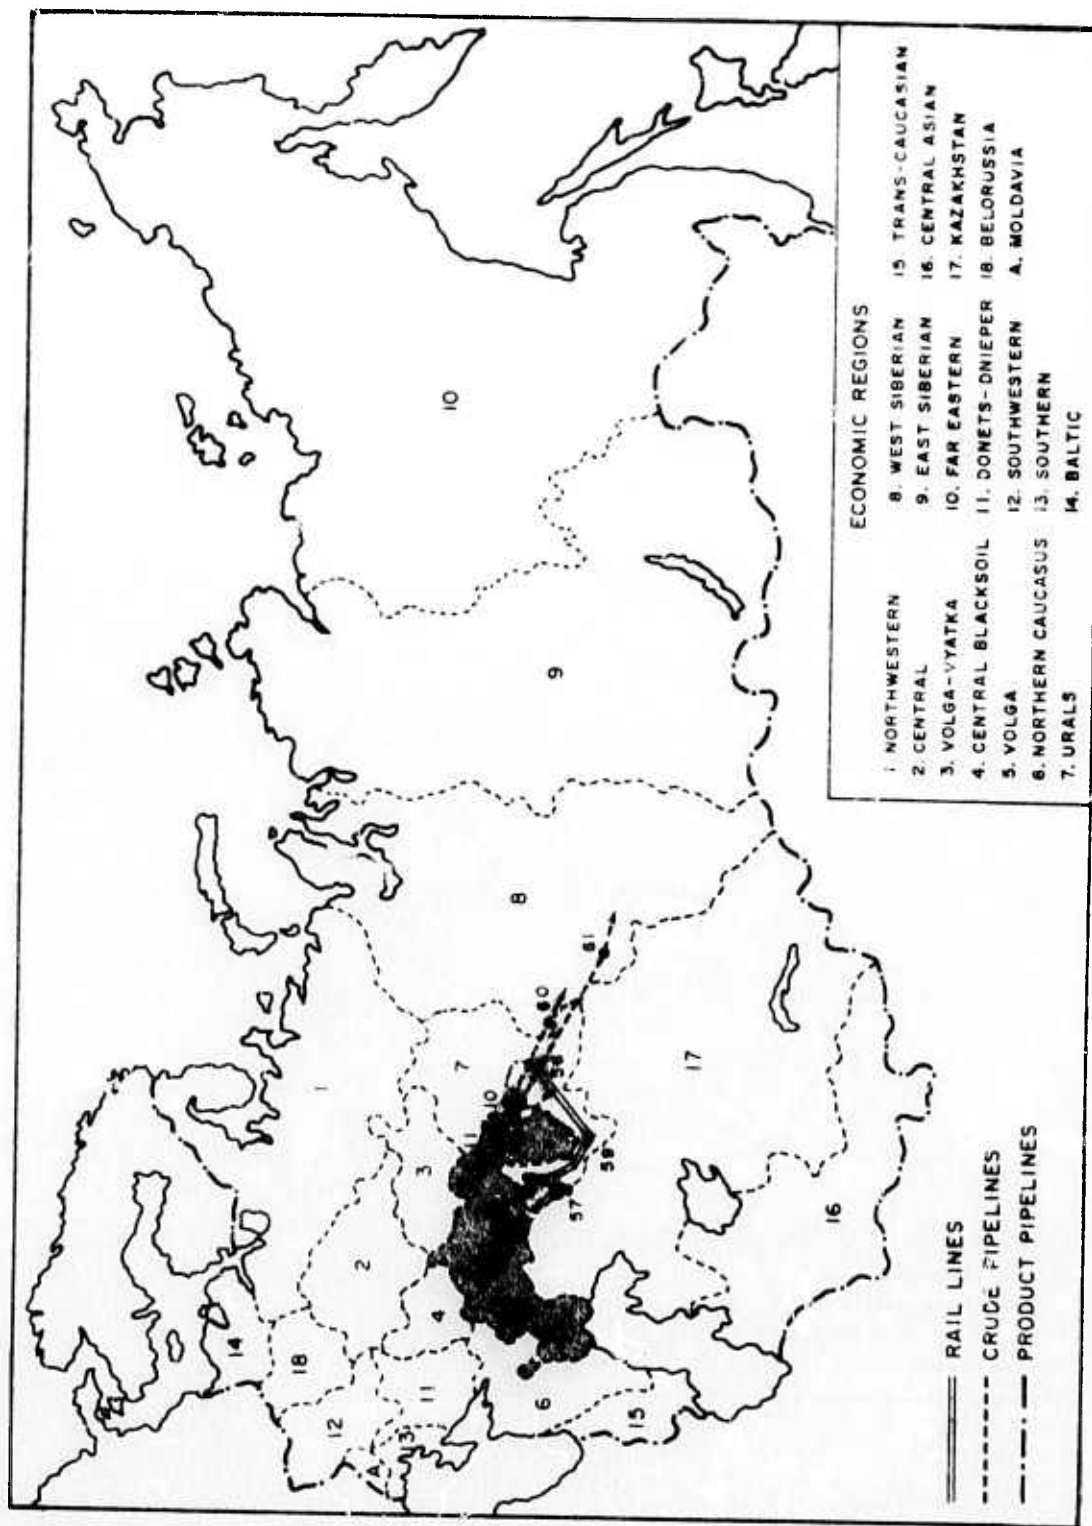 10
9
8
1
7
60
61
58
10
11
3
59
57
17
16
2
4
14
18
12
11
13
A
6
15
ECONOMIC REGIONS
1 NORTHWESTERN
2. CENTRAL
3. VOLGA-VYATKA
4. CENTRAL BLACKSOIL
5. VOLGA
6. NORTHERN CAUCASUS
7. URALS
8. WEST SIBERIAN
9. EAST SIBERIAN
10. FAR EASTERN
11. DONETS-DNIEPER
12. SOUTHWESTERN
13. SOUTHERN
14. BALTIC
15 TRANS-CAUCASIAN
16. CENTRAL ASIAN
17. KAZAKHSTAN
18. BELORUSSIA
A. MOLDAVIA
RAIL LINES
CRUDE PIPELINES
PRODUCT PIPELINES